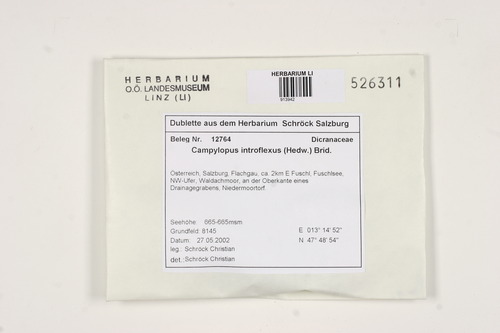 HERBARIUM
O.Ö. LANDESMUSEUM
LINZ (LI)
HERBARIUM LI
913942
526311
Dublette aus dem Herbarium Schröck Salzburg
Beleg Nr. 12764 Dicranaceae
Campylopus introflexus (Hedw.) Brid.
Österreich, Salzburg, Flachgau, ca. 2km E Fuschl, Fuschlsee,
NW-Ufer, Waldachmoor, an der Oberkante eines
Drainagegrabens; Niedermoortorf.
Seehöhe: 665-665msm
Grundfeld: 8145 E 013° 14' 52"
Datum: 27.05.2002 N 47° 48' 54"
leg.: Schröck Christian
det.: Schröck Christian